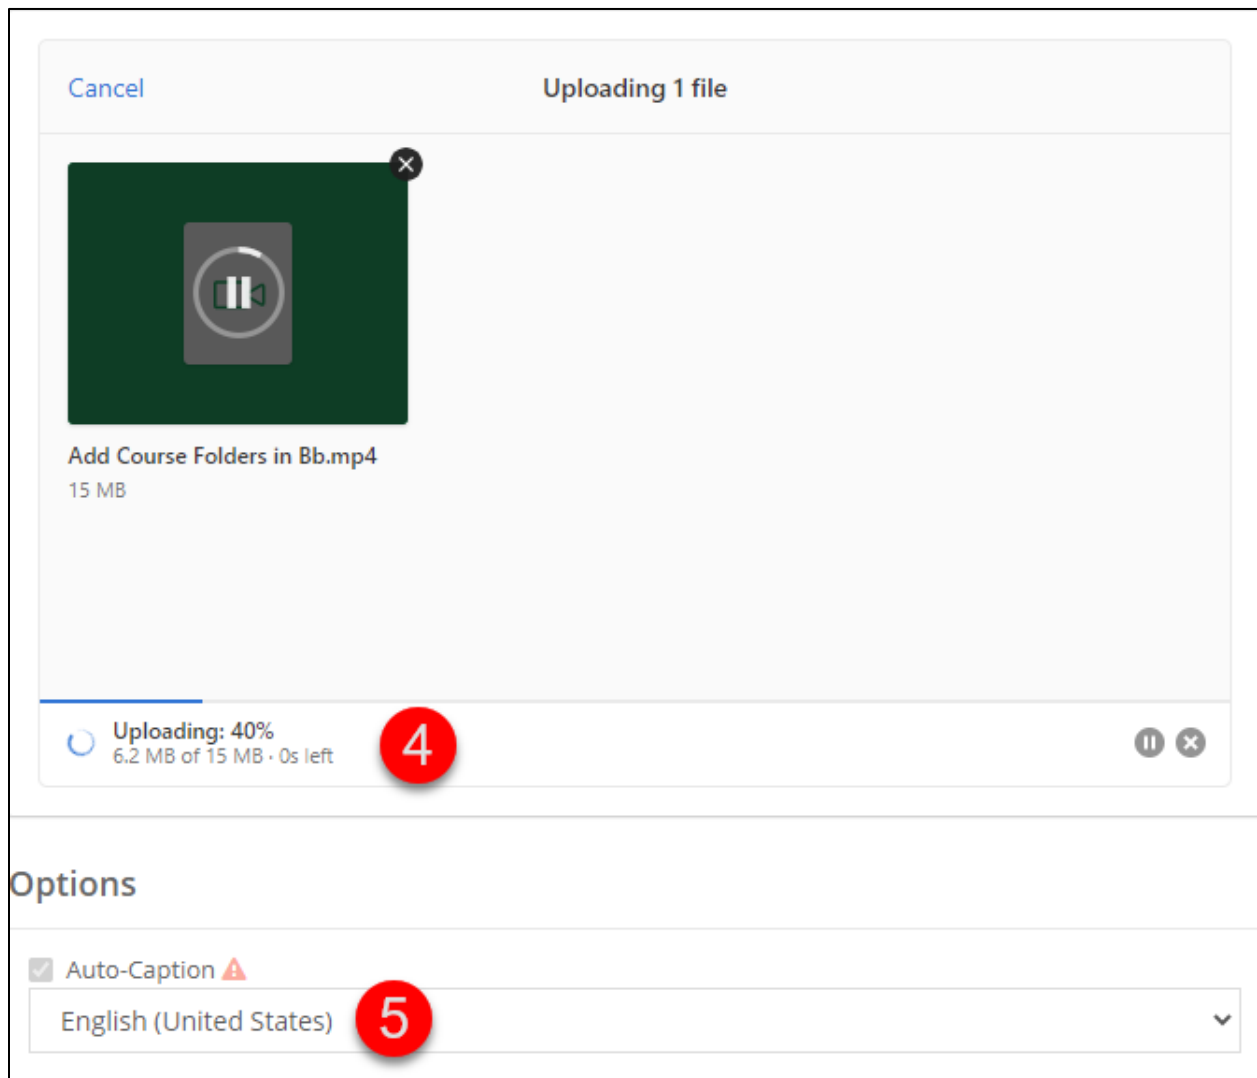 Cancel
Uploading 1 file
Add Course Folders in Bb.mp4
15 MB
Uploading: 40%
6.2 MB of 15 MB · 0s left
4
Options
Auto-Caption
English (United States)
5